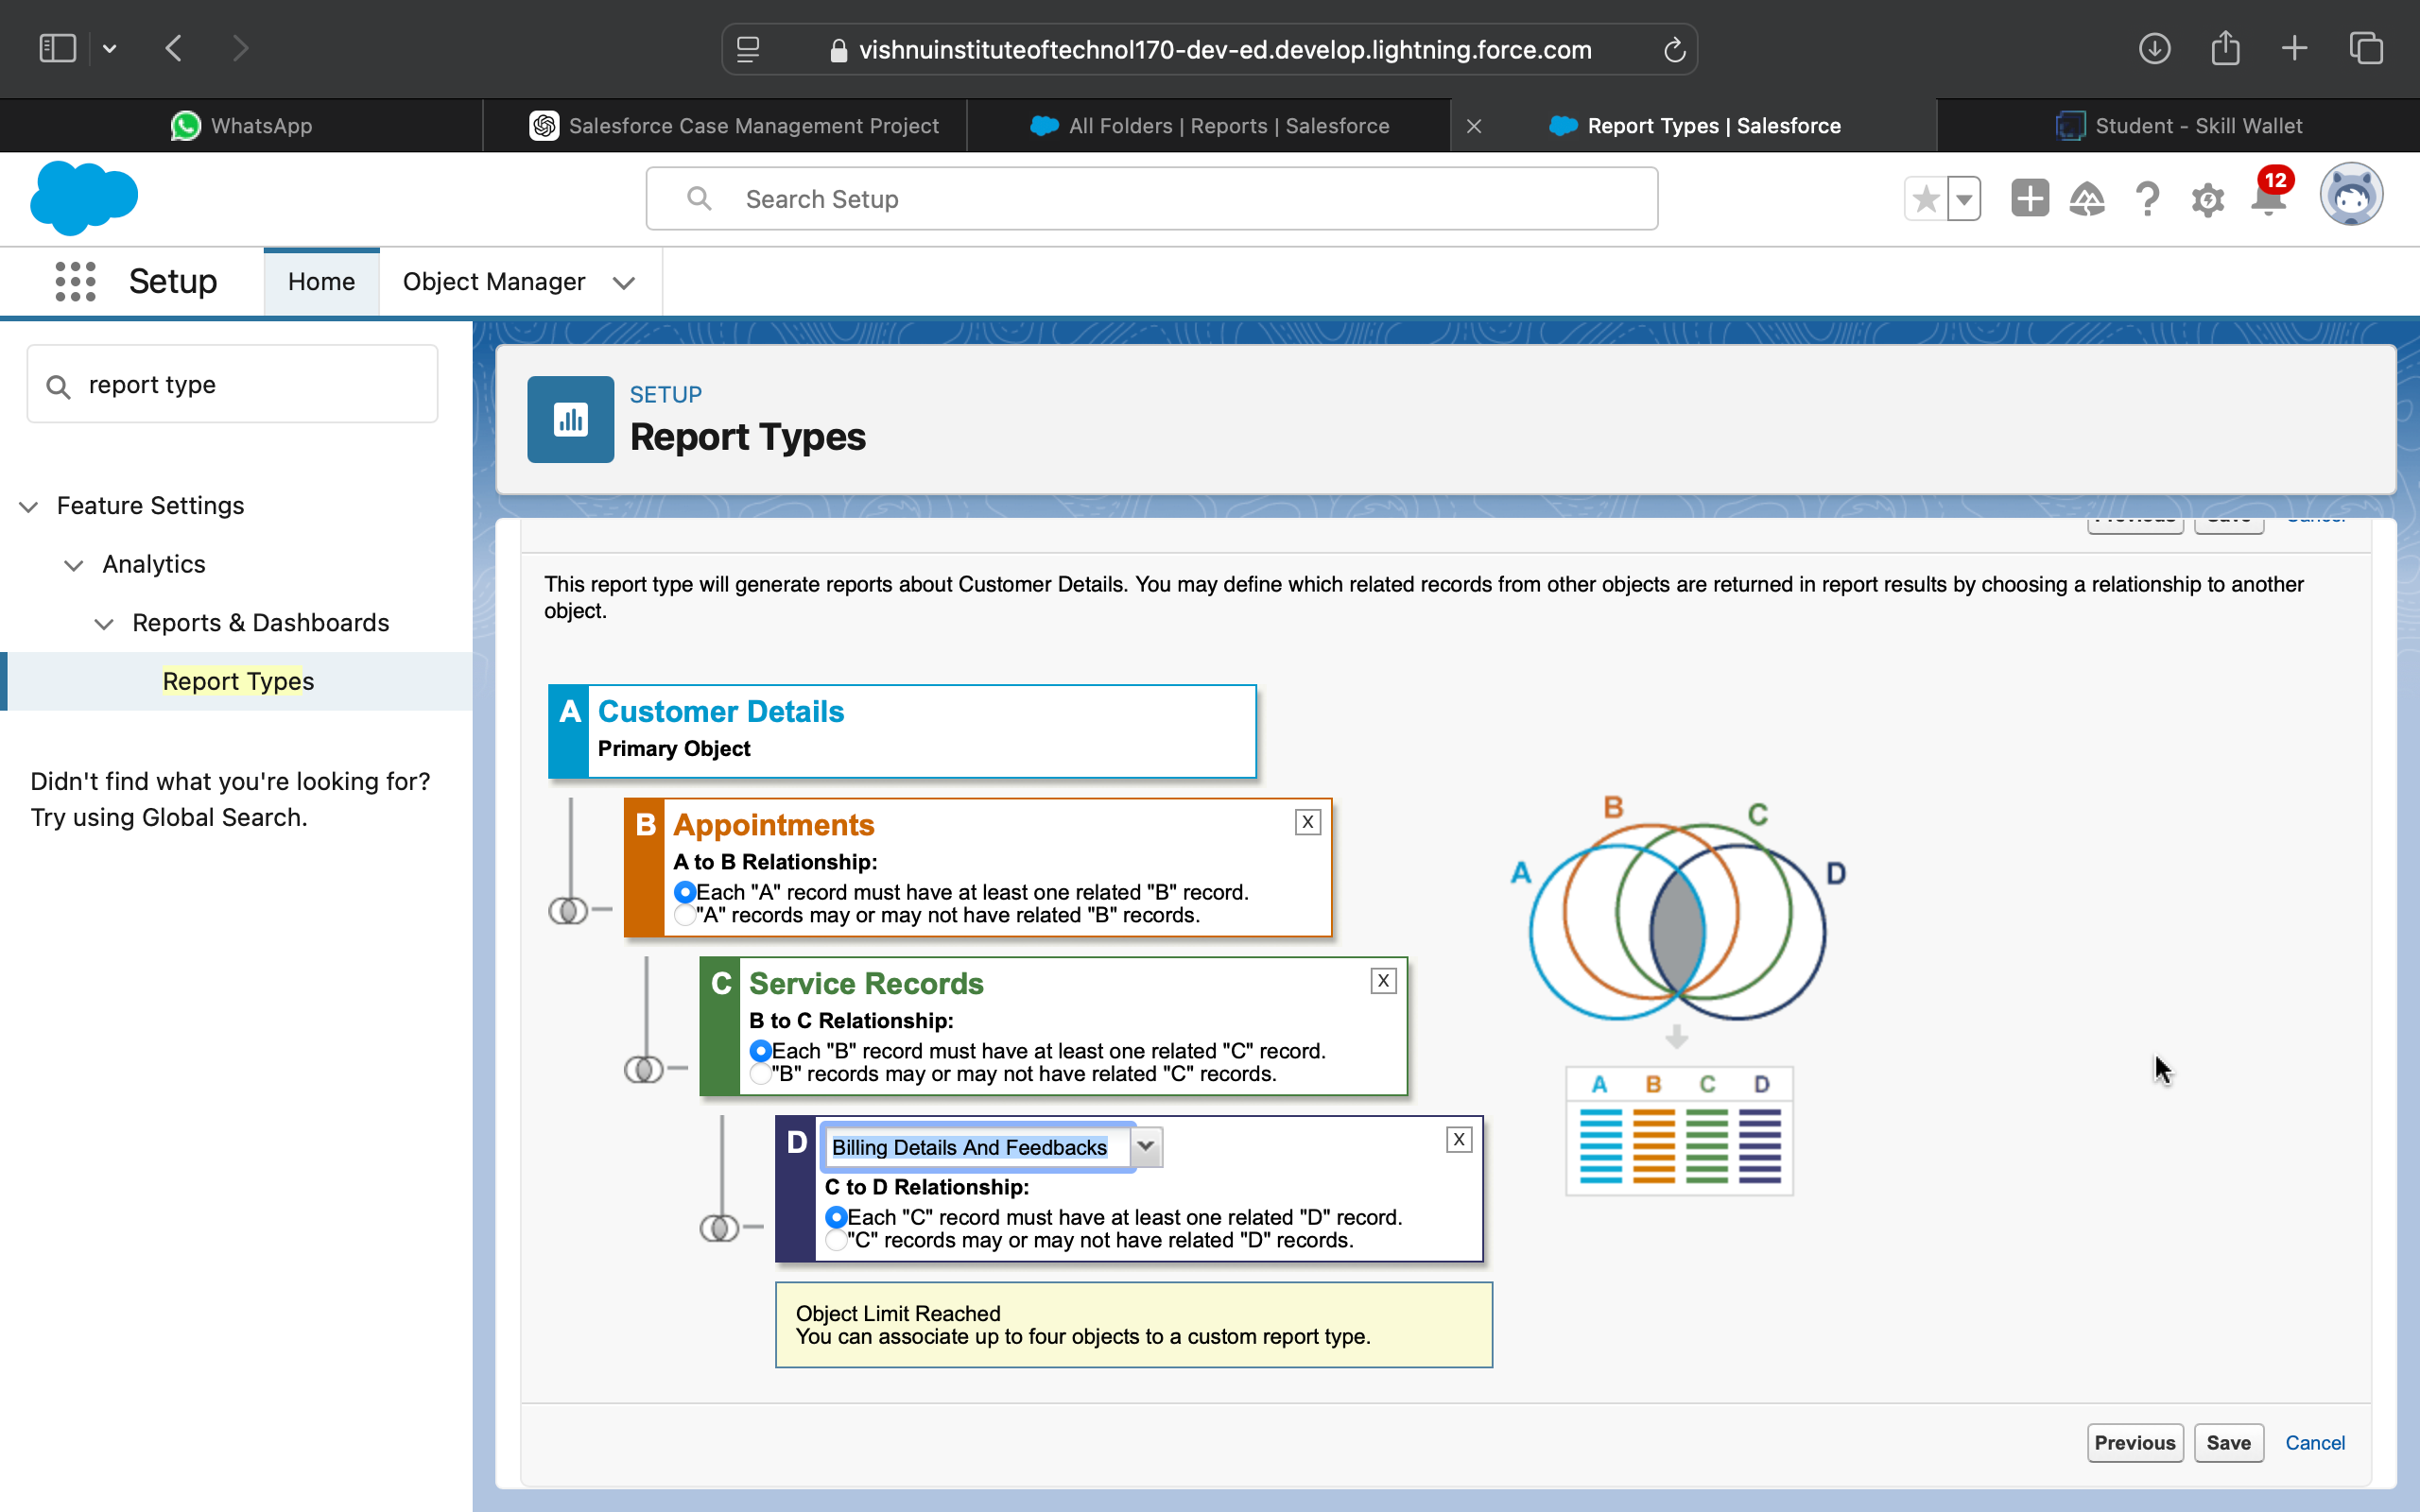 vishnuinstituteoftechnol170-dev-ed.develop.lightning.force.com
WhatsApp
Salesforce Case Management Project
All Folders | Reports | Salesforce
Report Types | Salesforce
Student - Skill Wallet
Search Setup
12
Setup
Home
Object Manager
report type
Feature Settings
Analytics
Reports & Dashboards
Report Types
Didn't find what you're looking for?
Try using Global Search.
SETUP
Report Types
Previous
Save
Cancel
This report type will generate reports about Customer Details. You may define which related records from other objects are returned in report results by choosing a relationship to another
object.
A Customer Details
Primary Object
B Appointments
X
A to B Relationship:
Each "A" record must have at least one related "B" record.
"A" records may or may not have related "B" records.
C Service Records
X
B to C Relationship:
Each "B" record must have at least one related "C" record.
"B" records may or may not have related "C" records.
D Billing Details And Feedbacks
X
C to D Relationship:
Each "C" record must have at least one related "D" record.
"C" records may or may not have related "D" records.
Object Limit Reached
You can associate up to four objects to a custom report type.
B
C
A
D
A B C D
Previous
Save
Cancel